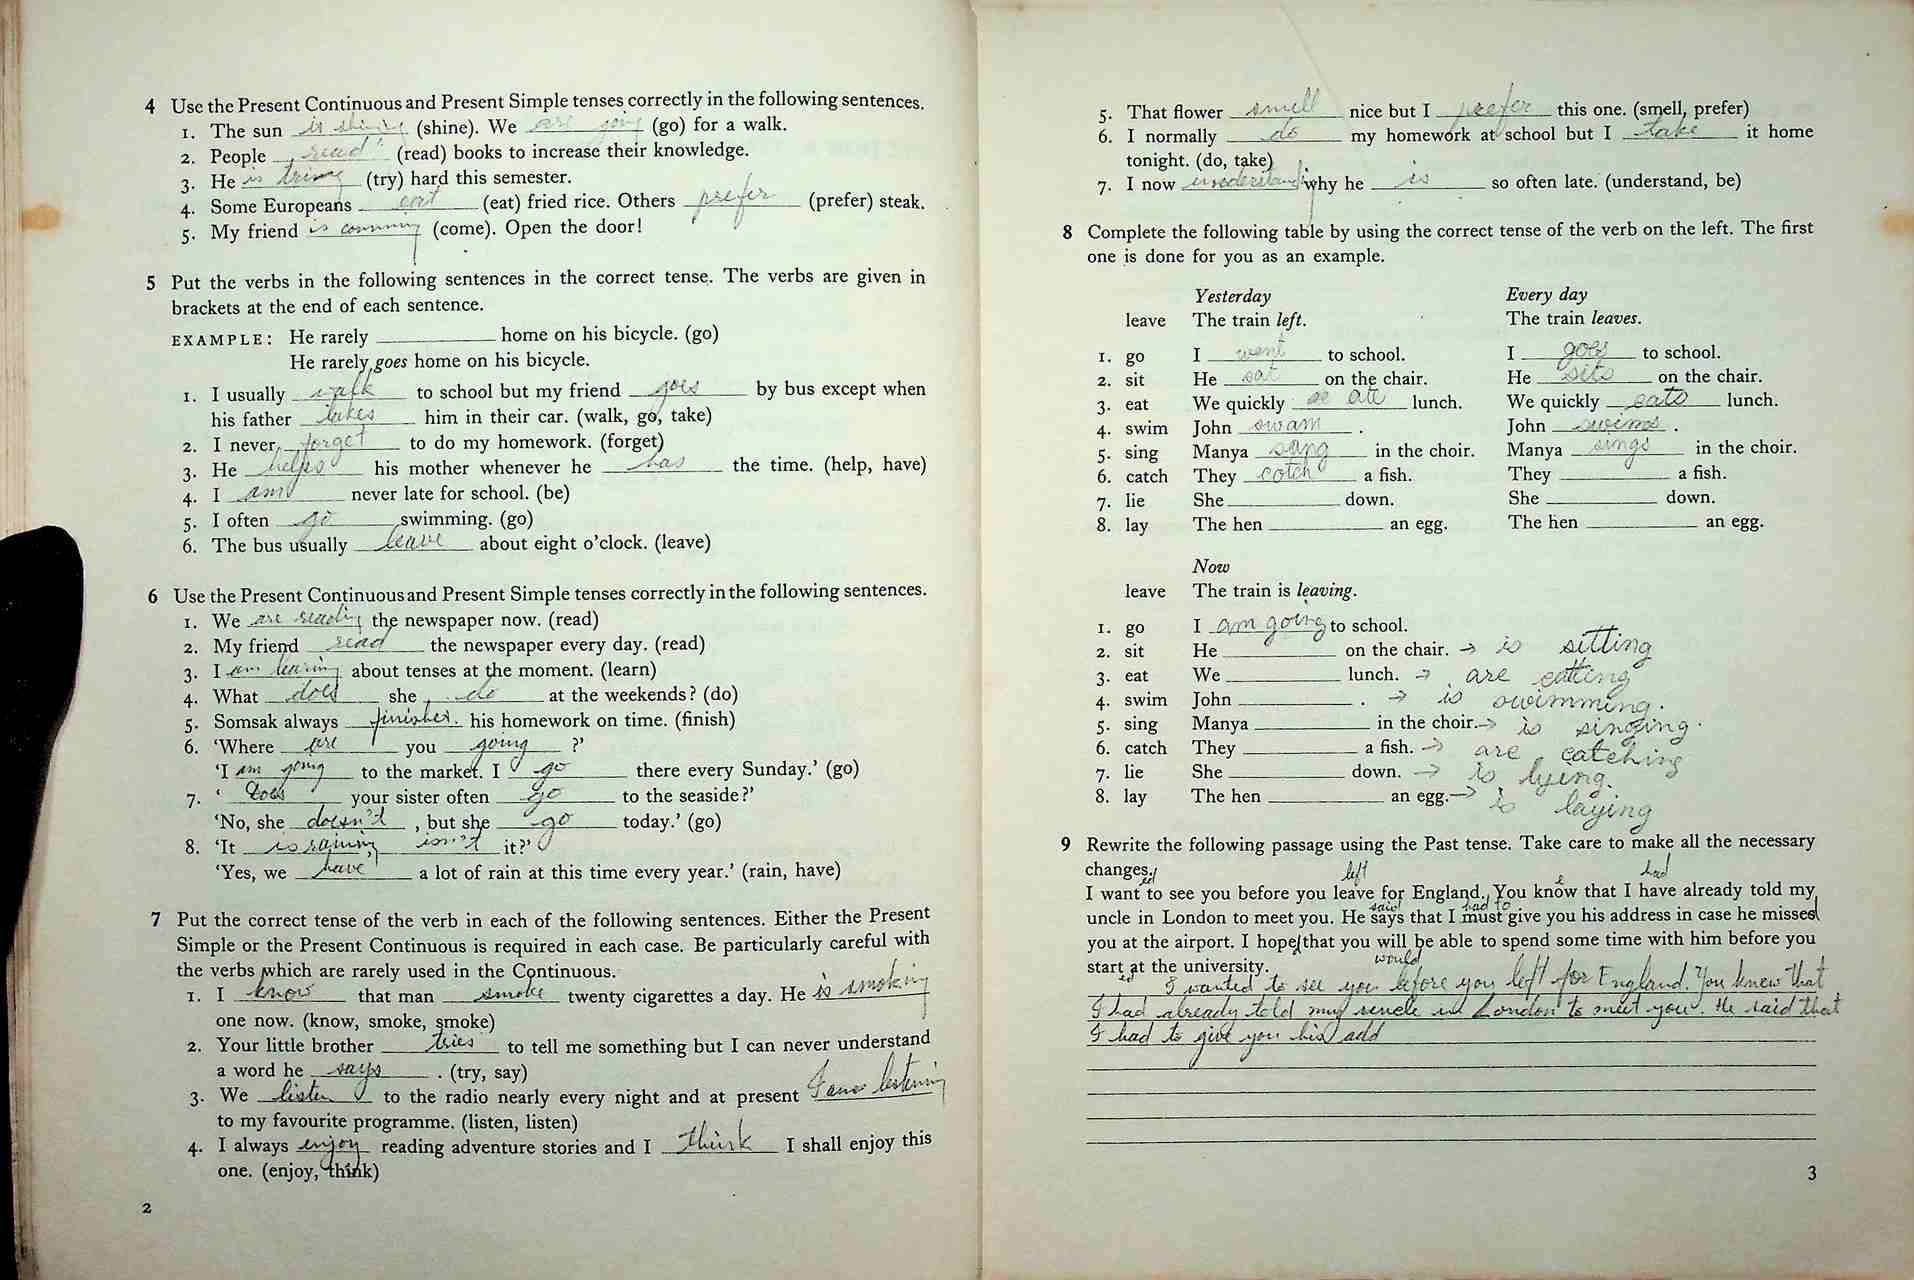 4 Use the Present Continuous and Present Simple tenses correctly in the following sentences.
1. The sun is shining (shine). We are going (go) for a walk.
2. People read (read) books to increase their knowledge.
3. He is triing (try) hard this semester.
4. Some Europeans eat (eat) fried rice. Others prefer (prefer) steak.
5. My friend is comming (come). Open the door!
5 Put the verbs in the following sentences in the correct tense. The verbs are given in
brackets at the end of each sentence.
EXAMPLE: He rarely ____ home on his bicycle. (go)
He rarely goes home on his bicycle.
1. I usually walk to school but my friend goes by bus except when
his father takes him in their car. (walk, go, take)
2. I never forget to do my homework. (forget)
3. He helps his mother whenever he has the time. (help, have)
4. I am never late for school. (be)
5. I often go swimming. (go)
6. The bus usually leave about eight o'clock. (leave)
6 Use the Present Continuous and Present Simple tenses correctly in the following sentences.
1. We are reading the newspaper now. (read)
2. My friend read the newspaper every day. (read)
3. I am learing about tenses at the moment. (learn)
4. What does she do at the weekends? (do)
5. Somsak always finishes his homework on time. (finish)
6. 'Where are you going ?'
'I am going to the market. I go there every Sunday.' (go)
7. ' Does your sister often go to the seaside?'
'No, she doesn't , but she go today.' (go)
8. 'It is raining, isn't it?'
'Yes, we have a lot of rain at this time every year.' (rain, have)
7 Put the correct tense of the verb in each of the following sentences. Either the Present
Simple or the Present Continuous is required in each case. Be particularly careful with
the verbs which are rarely used in the Continuous.
1. I know that man smoke twenty cigarettes a day. He is smoking
one now. (know, smoke, smoke)
2. Your little brother tries to tell me something but I can never understand
a word he says . (try, say)
3. We listen to the radio nearly every night and at present I am listening
to my favourite programme. (listen, listen)
4. I always enjoy reading adventure stories and I think I shall enjoy this
one. (enjoy, think)
2
5. That flower smell nice but I prefer this one. (smell, prefer)
6. I normally do my homework at school but I take it home
tonight. (do, take)
7. I now understand why he is so often late. (understand, be)
8 Complete the following table by using the correct tense of the verb on the left. The first
one is done for you as an example.
Yesterday Every day
leave The train left. The train leaves.
1. go I went to school. I goes to school.
2. sit He sat on the chair. He sits on the chair.
3. eat We quickly ate lunch. We quickly eats lunch.
4. swim John swam . John swims .
5. sing Manya sang in the choir. Manya sings in the choir.
6. catch They cotch a fish. They ____ a fish.
7. lie She ____ down. She ____ down.
8. lay The hen ____ an egg. The hen ____ an egg.
Now
leave The train is leaving.
1. go I am going to school.
2. sit He ____ on the chair. → is sitting
3. eat We ____ lunch. → are eatting
4. swim John ____ . → is swimming.
5. sing Manya ____ in the choir. → is singing.
6. catch They ____ a fish. → are catching
7. lie She ____ down. → is lying.
8. lay The hen ____ an egg. → is laying
9 Rewrite the following passage using the Past tense. Take care to make all the necessary
changes.
ed left e had
I want to see you before you leave for England. You know that I have already told my
said had to
uncle in London to meet you. He says that I must give you his address in case he missed
you at the airport. I hoped that you will be able to spend some time with him before you
would
start at the university.
ed
I wanted to see you before you left for England. You knew that
I had already told my uncle in London to meet you. He said that
I had to give you his add
3